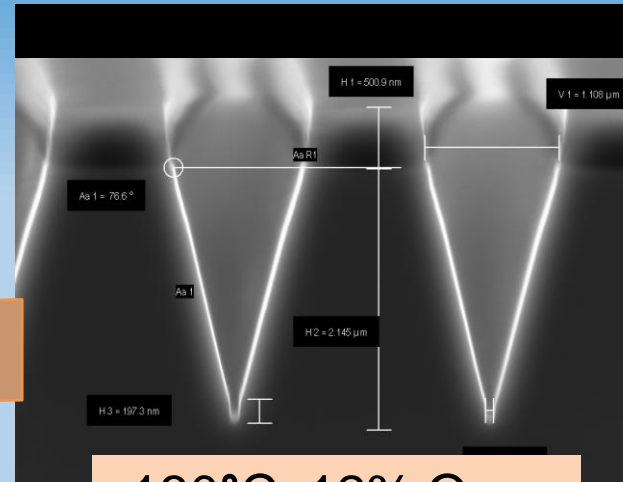 H 1 = 500.9 nm
V 1 = 1.108 µm
Aa R1
Aa 1 = 76.6 °
Aa 1
H 2 = 2.145 µm
H 3 = 197.3 nm